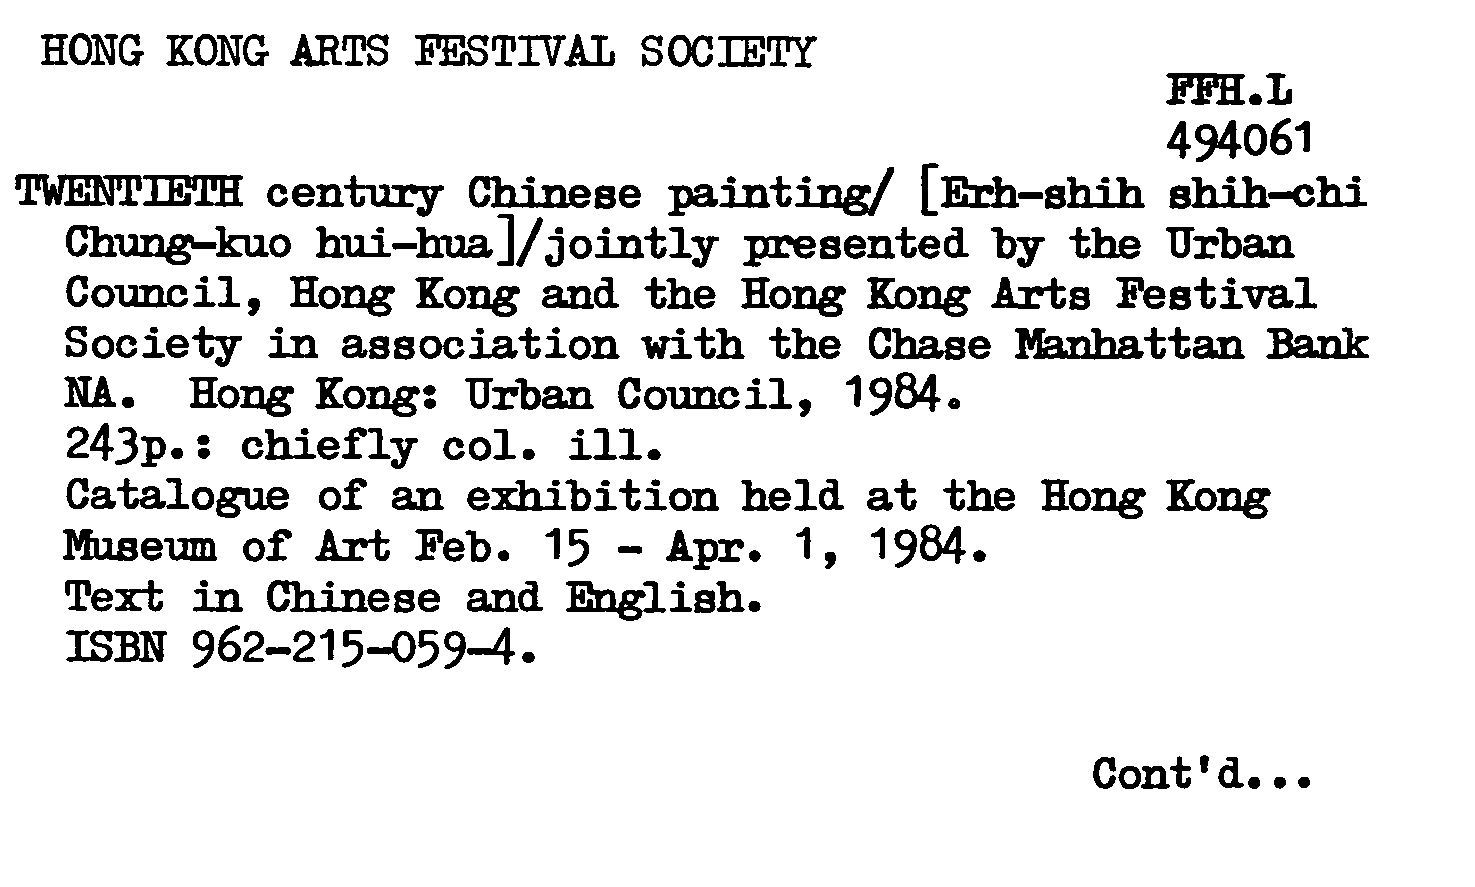 HONG KONG ARTS FESTIVAL SOCIETY
FFH.L
494061
TWENTIETH century Chinese painting/ [Erh-shih shih-chi
Chung-kuo hui-hua]/jointly presented by the Urban
Council, Hong Kong and the Hong Kong Arts Festival
Society in association with the Chase Manhattan Bank
NA. Hong Kong: Urban Council, 1984.
243p.: chiefly col. ill.
Catalogue of an exhibition held at the Hong Kong
Museum of Art Feb. 15 - Apr. 1, 1984.
Text in Chinese and English.
ISBN 962-215-059-4.
Cont'd...